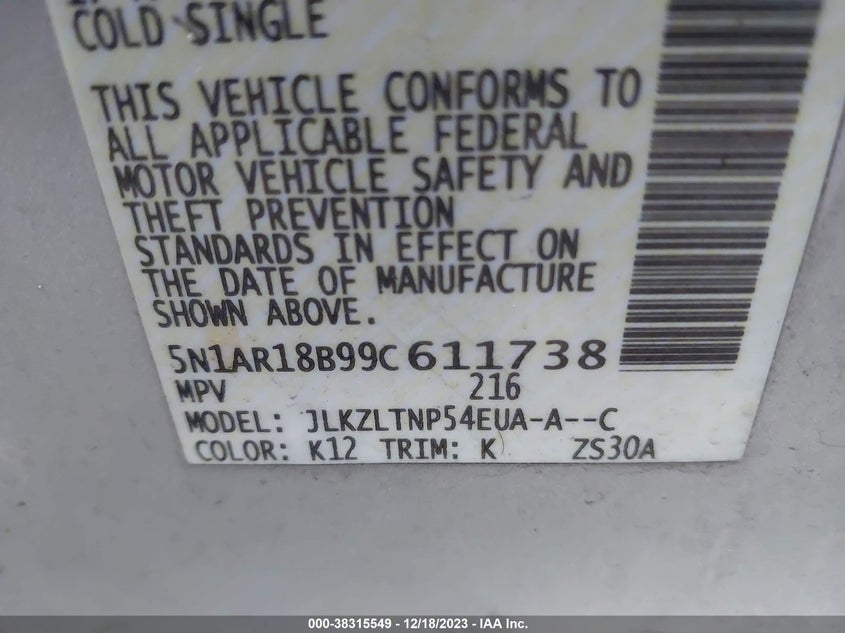 COLD SINGLE
THIS VEHICLE CONFORMS TO
ALL APPLICABLE FEDERAL
MOTOR VEHICLE SAFETY AND
THEFT PREVENTION
STANDARDS IN EFFECT ON
THE DATE OF MANUFACTURE
SHOWN ABOVE.
5N1AR18B99C611738
MPV 216
MODEL: JLKZLTNP54EUA-A--C
COLOR: K12 TRIM: K ZS30A
000-38315549 - 12/18/2023 - IAA Inc.